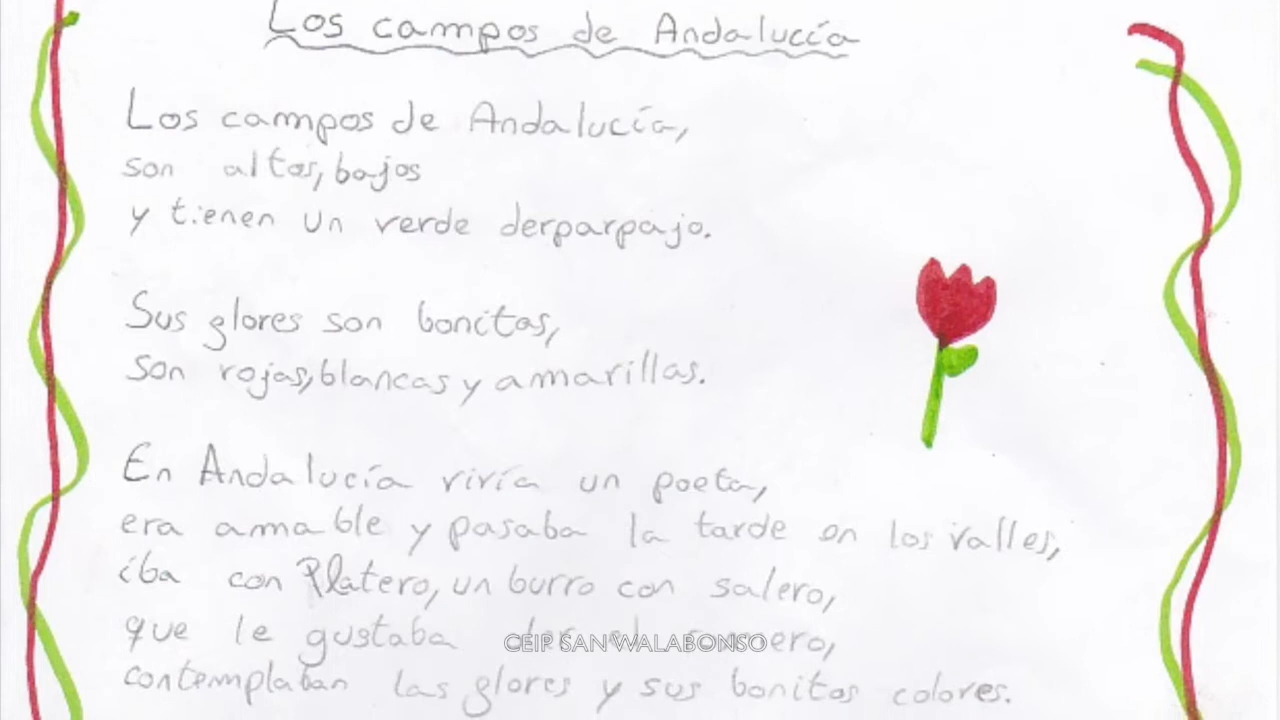 Los campos de Andalucía
Los campos de Andalucía,
son altos, bajos
y tienen un verde derparpajo.
Sus flores son bonitas,
son rojas, blancas y amarillas.
En Andalucía vivía un poeta,
era amable y pasaba la tarde en los valles,
iba con Platero, un burro con salero,
que le gustaba
CEIP SAN WALABONSO
contemplaban las flores y sus bonitos colores.